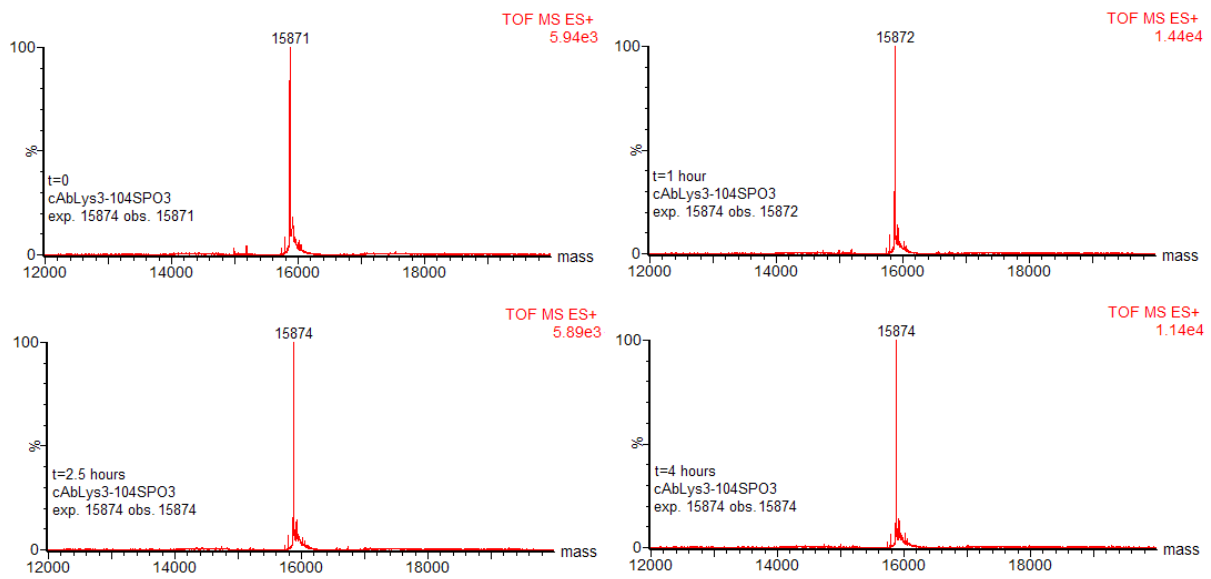 TOF MS ES+
5.94e3
15871
100
%
t=0
cAbLys3-104SPO3
exp. 15874 obs. 15871
0
12000 14000 16000 18000 mass
TOF MS ES+
1.44e4
15872
100
%
t=1 hour
cAbLys3-104SPO3
exp. 15874 obs. 15872
0
12000 14000 16000 18000 mass
TOF MS ES+
5.89e3
15874
100
%
t=2.5 hours
cAbLys3-104SPO3
exp. 15874 obs. 15874
0
12000 14000 16000 18000 mass
TOF MS ES+
1.14e4
15874
100
%
t=4 hours
cAbLys3-104SPO3
exp. 15874 obs. 15874
0
12000 14000 16000 18000 mass